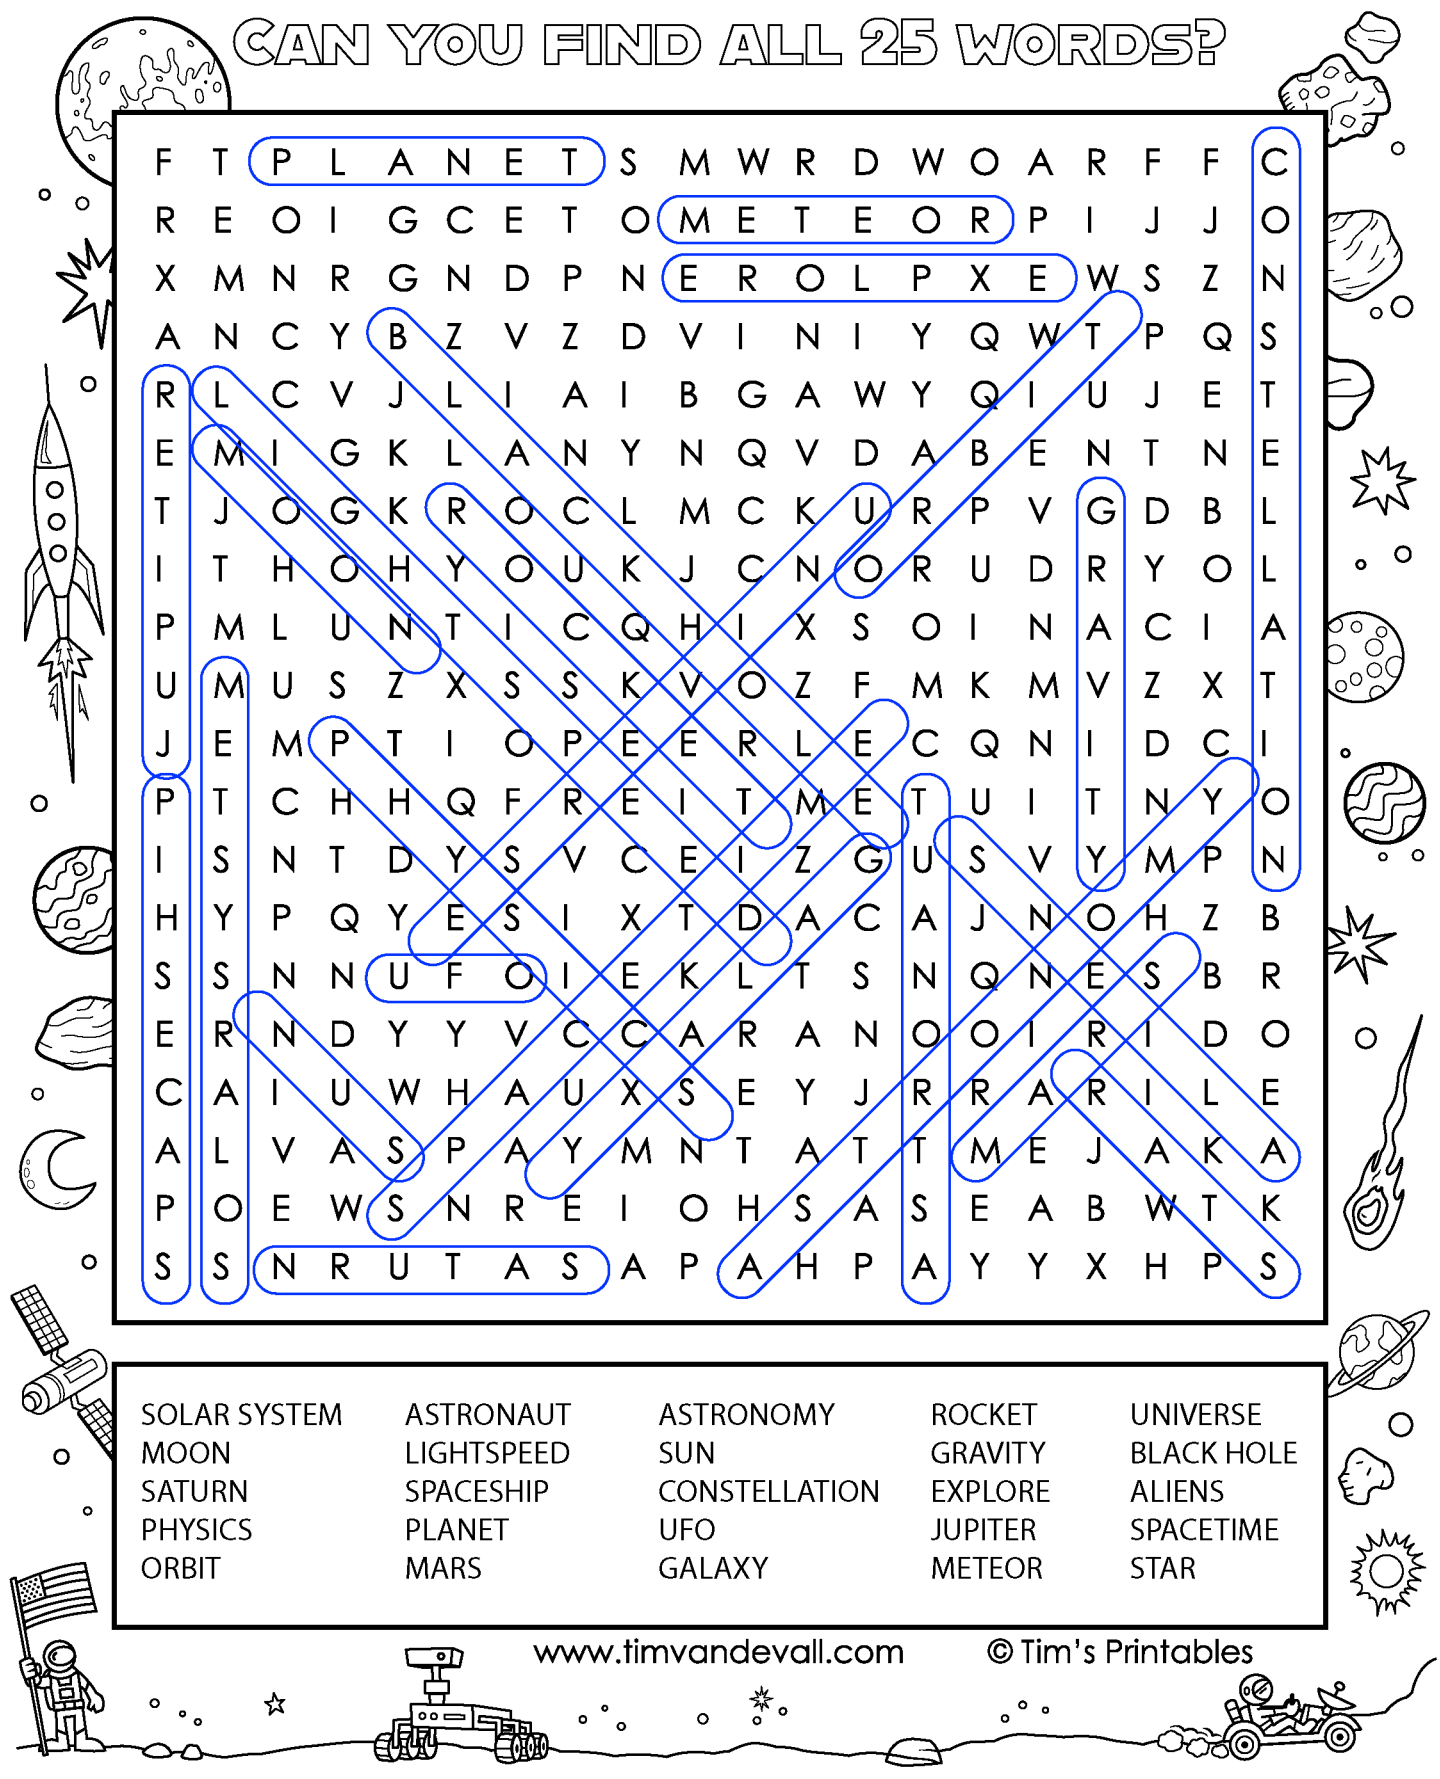 CAN YOU FIND ALL 25 WORDS?
F T P L A N E T S M W R D W O A R F F C
R E O I G C E T O M E T E O R P I J J O
X M N R G N D P N E R O L P X E W S Z N
A N C Y B Z V Z D V I N I Y Q W T P Q S
R L C V J L I A I B G A W Y Q I U J E T
E M I G K L A N Y N Q V D A B E N T N E
T J O G K R O C L M C K U R P V G D B L
I T H O H Y O U K J C N O R U D R Y O L
P M L U N T I C Q H I X S O I N A C I A
U M U S Z X S S K V O Z F M K M V Z X T
J E M P T I O P E E R L E C Q N I D C I
P T C H H Q F R E I T M E T U I T N Y O
I S N T D Y S V C E I Z G U S V Y M P N
H Y P Q Y E S I X T D A C A J N O H Z B
S S N N U F O I E K L T S N Q N E S B R
E R N D Y Y V C C A R A N O O I R I D O
C A I U W H A U X S E Y J R R A R I L E
A L V A S P A Y M N T A T T M E J A K A
P O E W S N R E I O H S A S E A B W T K
S S N R U T A S A P A H P A Y Y X H P S
SOLAR SYSTEM ASTRONAUT ASTRONOMY ROCKET UNIVERSE
MOON LIGHTSPEED SUN GRAVITY BLACK HOLE
SATURN SPACESHIP CONSTELLATION EXPLORE ALIENS
PHYSICS PLANET UFO JUPITER SPACETIME
ORBIT MARS GALAXY METEOR STAR
www.timvandevall.com © Tim's Printables